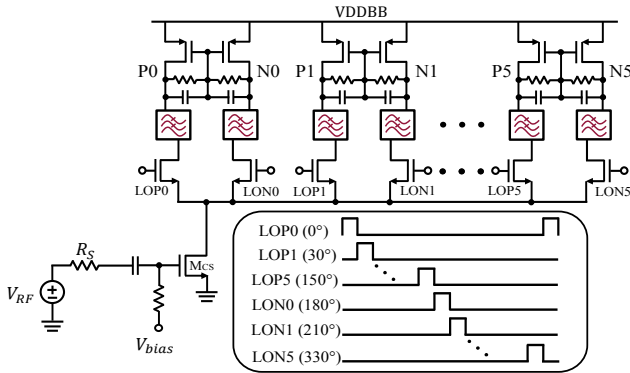 VDDBB
P0 N0 P1 N1 P5 N5
LOP0 LON0 LOP1 LON1 LOP5 LON5
R_S
M_CS
V_RF
V_bias
LOP0 (0°)
LOP1 (30°)
LOP5 (150°)
LON0 (180°)
LON1 (210°)
LON5 (330°)